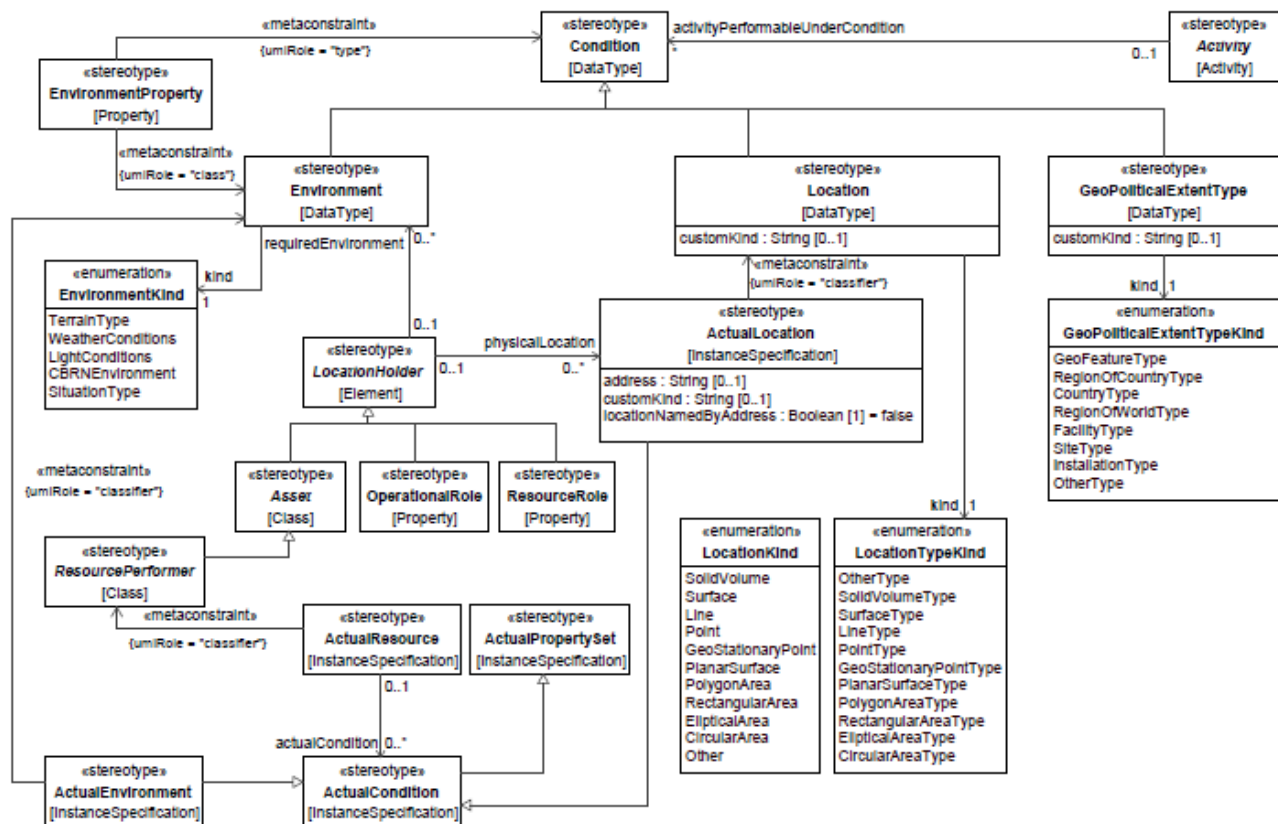 «metaconstraint»
{umlRole = "type"}
«stereotype»
Condition
[DataType]
activityPerformableUnderCondition
*
0..1
«stereotype»
Activity
[Activity]
«stereotype»
EnvironmentProperty
[Property]
«metaconstraint»
{umlRole = "class"}
«stereotype»
Environment
[DataType]
«stereotype»
Location
[DataType]
customKind : String [0..1]
«stereotype»
GeoPoliticalExtentType
[DataType]
customKind : String [0..1]
requiredEnvironment
0..*
kind
1
«enumeration»
EnvironmentKind
TerrainType
WeatherConditions
LightConditions
CBRNEnvironment
SituationType
«metaconstraint»
{umlRole = "classifier"}
kind
1
«enumeration»
GeoPoliticalExtentTypeKind
GeoFeatureType
RegionOfCountryType
CountryType
RegionOfWorldType
FacilityType
SiteType
InstallationType
OtherType
0..1
«stereotype»
LocationHolder
[Element]
physicalLocation
0..1
0..*
«stereotype»
ActualLocation
[InstanceSpecification]
address : String [0..1]
customKind : String [0..1]
locationNamedByAddress : Boolean [1] = false
«metaconstraint»
{umlRole = "classifier"}
«stereotype»
Asset
[Class]
«stereotype»
OperationalRole
[Property]
«stereotype»
ResourceRole
[Property]
kind
1
«enumeration»
LocationKind
SolidVolume
Surface
Line
Point
GeoStationaryPoint
PlanarSurface
PolygonArea
RectangularArea
ElipticalArea
CircularArea
Other
«enumeration»
LocationTypeKind
OtherType
SolidVolumeType
SurfaceType
LineType
PointType
GeoStationaryPointType
PlanarSurfaceType
PolygonAreaType
RectangularAreaType
ElipticalAreaType
CircularAreaType
«stereotype»
ResourcePerformer
[Class]
«metaconstraint»
{umlRole = "classifier"}
«stereotype»
ActualResource
[InstanceSpecification]
«stereotype»
ActualPropertySet
[InstanceSpecification]
0..1
actualCondition
0..*
«stereotype»
ActualEnvironment
[InstanceSpecification]
«stereotype»
ActualCondition
[InstanceSpecification]